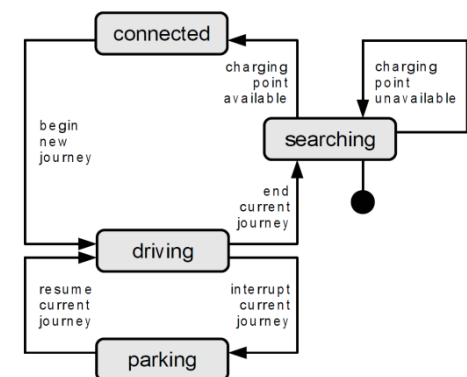 connected
charging
point
available
charging
point
unavailable
begin
new
journey
searching
end
current
journey
driving
resume
current
journey
interrupt
current
journey
parking